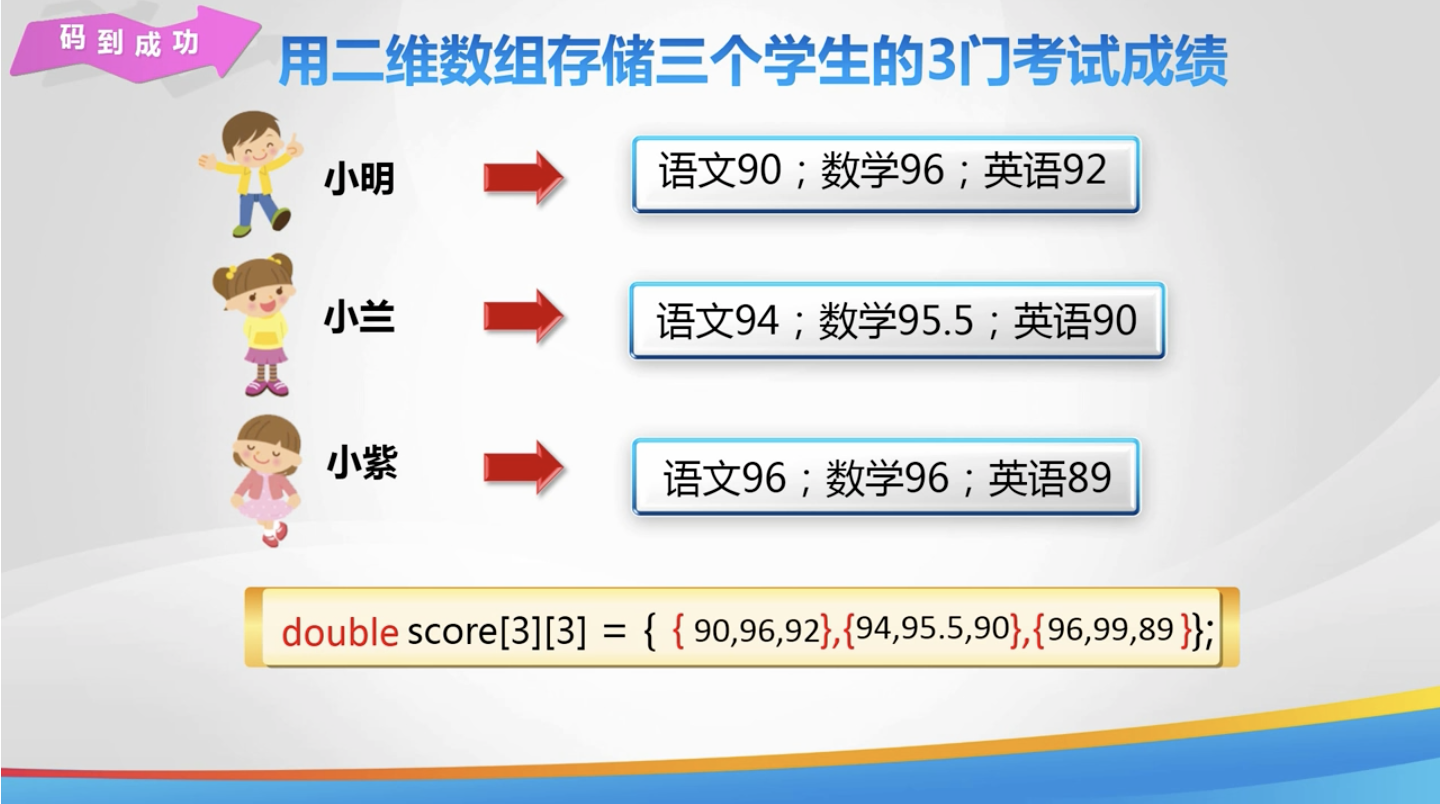 码到成功
用二维数组存储三个学生的3门考试成绩
小明
语文90；数学96；英语92
小兰
语文94；数学95.5；英语90
小紫
语文96；数学96；英语89
double score[3][3] = { { 90,96,92},{94,95.5,90},{96,99,89 }};